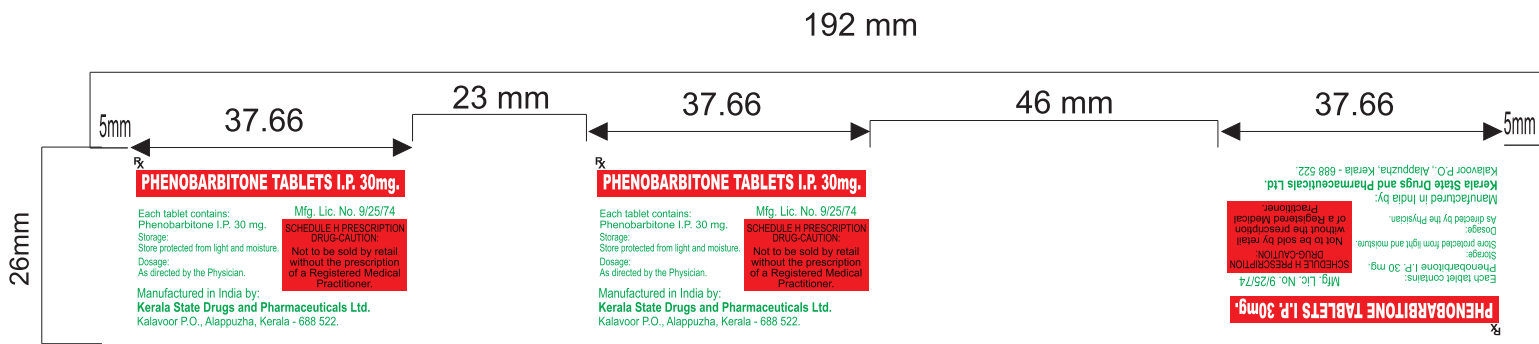 192 mm
5mm
37.66
23 mm
37.66
46 mm
37.66
5mm
26mm
Rx
PHENOBARBITONE TABLETS I.P. 30mg.
Each tablet contains:
Phenobarbitone I.P. 30 mg.
Storage:
Store protected from light and moisture.
Dosage:
As directed by the Physician.
Mfg. Lic. No. 9/25/74
SCHEDULE H PRESCRIPTION
DRUG-CAUTION:
Not to be sold by retail
without the prescription
of a Registered Medical
Practitioner.
Manufactured in India by:
Kerala State Drugs and Pharmaceuticals Ltd.
Kalavoor P.O., Alappuzha, Kerala - 688 522.
Rx
PHENOBARBITONE TABLETS I.P. 30mg.
Each tablet contains:
Phenobarbitone I.P. 30 mg.
Storage:
Store protected from light and moisture.
Dosage:
As directed by the Physician.
Mfg. Lic. No. 9/25/74
SCHEDULE H PRESCRIPTION
DRUG-CAUTION:
Not to be sold by retail
without the prescription
of a Registered Medical
Practitioner.
Manufactured in India by:
Kerala State Drugs and Pharmaceuticals Ltd.
Kalavoor P.O., Alappuzha, Kerala - 688 522.
Rx
PHENOBARBITONE TABLETS I.P. 30mg.
Each tablet contains:
Phenobarbitone I.P. 30 mg.
Storage:
Store protected from light and moisture.
Dosage:
As directed by the Physician.
Mfg. Lic. No. 9/25/74
SCHEDULE H PRESCRIPTION
DRUG-CAUTION:
Not to be sold by retail
without the prescription
of a Registered Medical
Practitioner.
Manufactured in India by:
Kerala State Drugs and Pharmaceuticals Ltd.
Kalavoor P.O., Alappuzha, Kerala - 688 522.